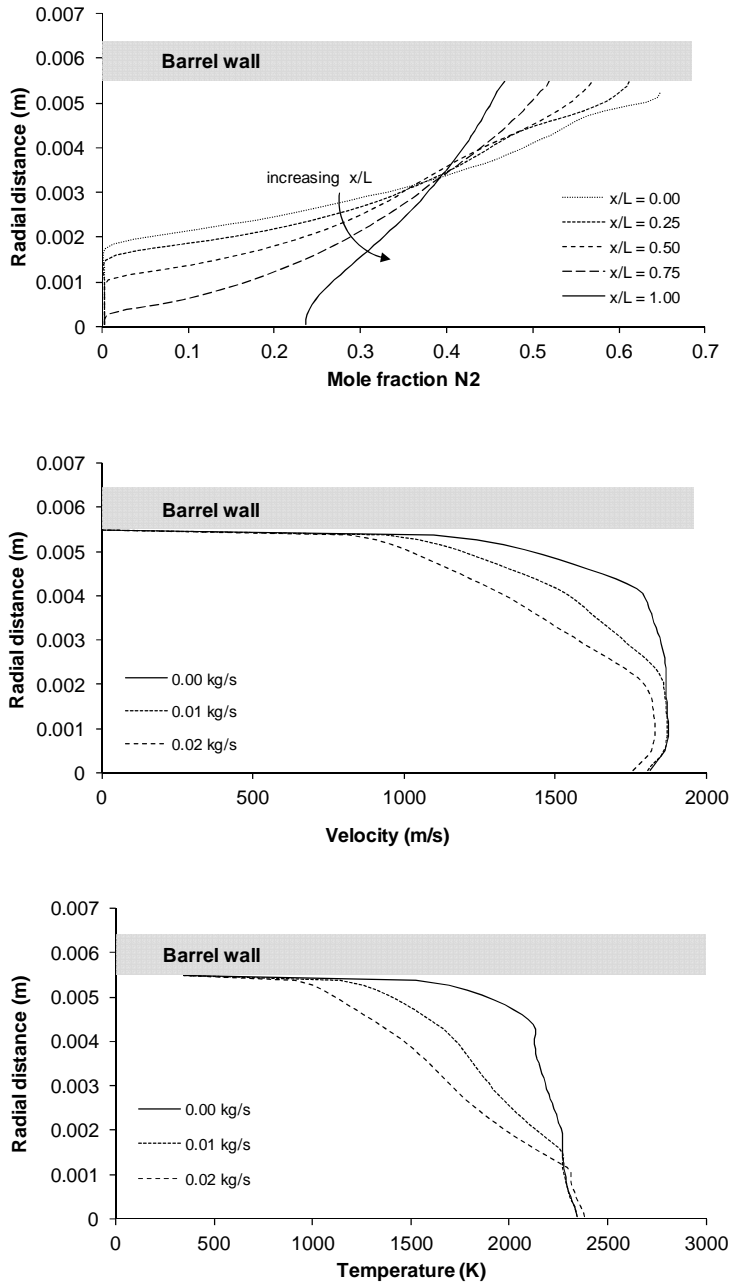 0.007
0.006
0.005
0.004
0.003
0.002
0.001
0
Radial distance (m)
Barrel wall
increasing x/L
x/L = 0.00
x/L = 0.25
x/L = 0.50
x/L = 0.75
x/L = 1.00
0 0.1 0.2 0.3 0.4 0.5 0.6 0.7
Mole fraction N2
0.007
0.006
0.005
0.004
0.003
0.002
0.001
0
Radial distance (m)
Barrel wall
0.00 kg/s
0.01 kg/s
0.02 kg/s
0 500 1000 1500 2000
Velocity (m/s)
0.007
0.006
0.005
0.004
0.003
0.002
0.001
0
Radial distance (m)
Barrel wall
0.00 kg/s
0.01 kg/s
0.02 kg/s
0 500 1000 1500 2000 2500 3000
Temperature (K)